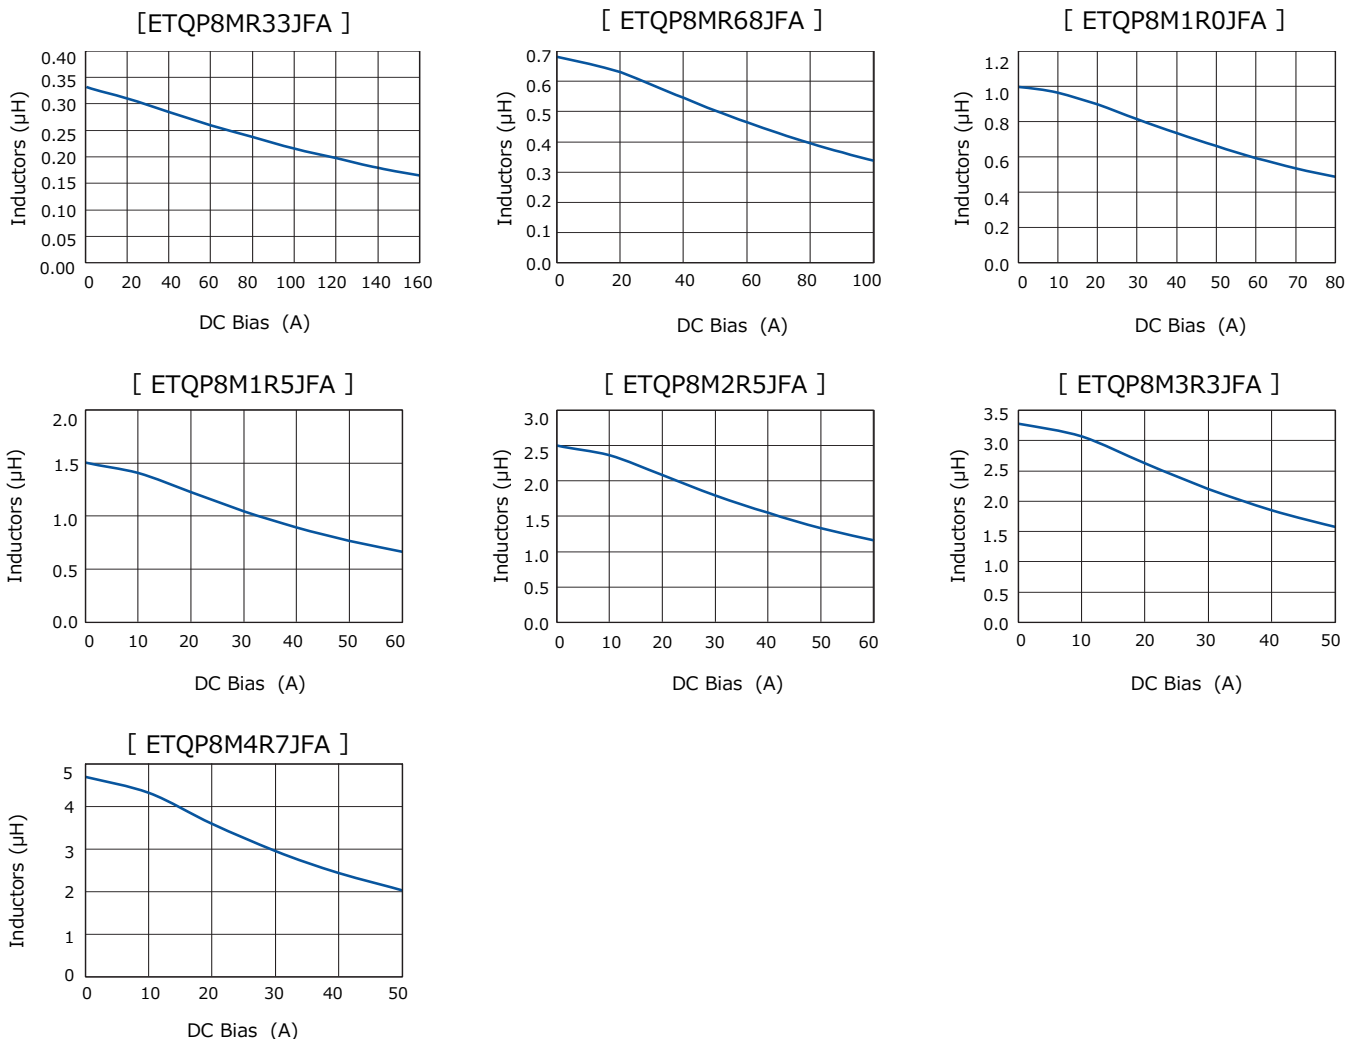 [ETQP8MR33JFA ]
Inductors (μH)
0.40
0.35
0.30
0.25
0.20
0.15
0.10
0.05
0.00
0 20 40 60 80 100 120 140 160
DC Bias (A)
[ ETQP8MR68JFA ]
Inductors (μH)
0.7
0.6
0.5
0.4
0.3
0.2
0.1
0.0
0 20 40 60 80 100
DC Bias (A)
[ ETQP8M1R0JFA ]
Inductors (μH)
1.2
1.0
0.8
0.6
0.4
0.2
0.0
0 10 20 30 40 50 60 70 80
DC Bias (A)
[ ETQP8M1R5JFA ]
Inductors (μH)
2.0
1.5
1.0
0.5
0.0
0 10 20 30 40 50 60
DC Bias (A)
[ ETQP8M2R5JFA ]
Inductors (μH)
3.0
2.5
2.0
1.5
1.0
0.5
0.0
0 10 20 30 40 50 60
DC Bias (A)
[ ETQP8M3R3JFA ]
Inductors (μH)
3.5
3.0
2.5
2.0
1.5
1.0
0.5
0.0
0 10 20 30 40 50
DC Bias (A)
[ ETQP8M4R7JFA ]
Inductors (μH)
5
4
3
2
1
0
0 10 20 30 40 50
DC Bias (A)